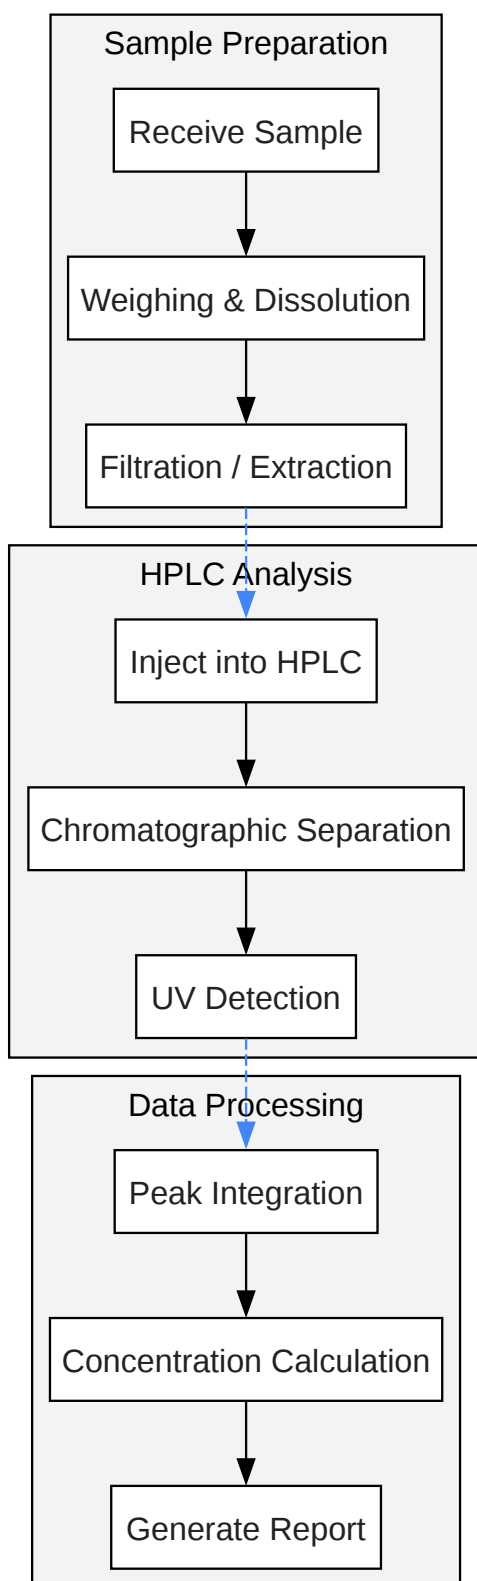 Sample Preparation
Receive Sample
Weighing & Dissolution
Filtration / Extraction
HPLC Analysis
Inject into HPLC
Chromatographic Separation
UV Detection
Data Processing
Peak Integration
Concentration Calculation
Generate Report